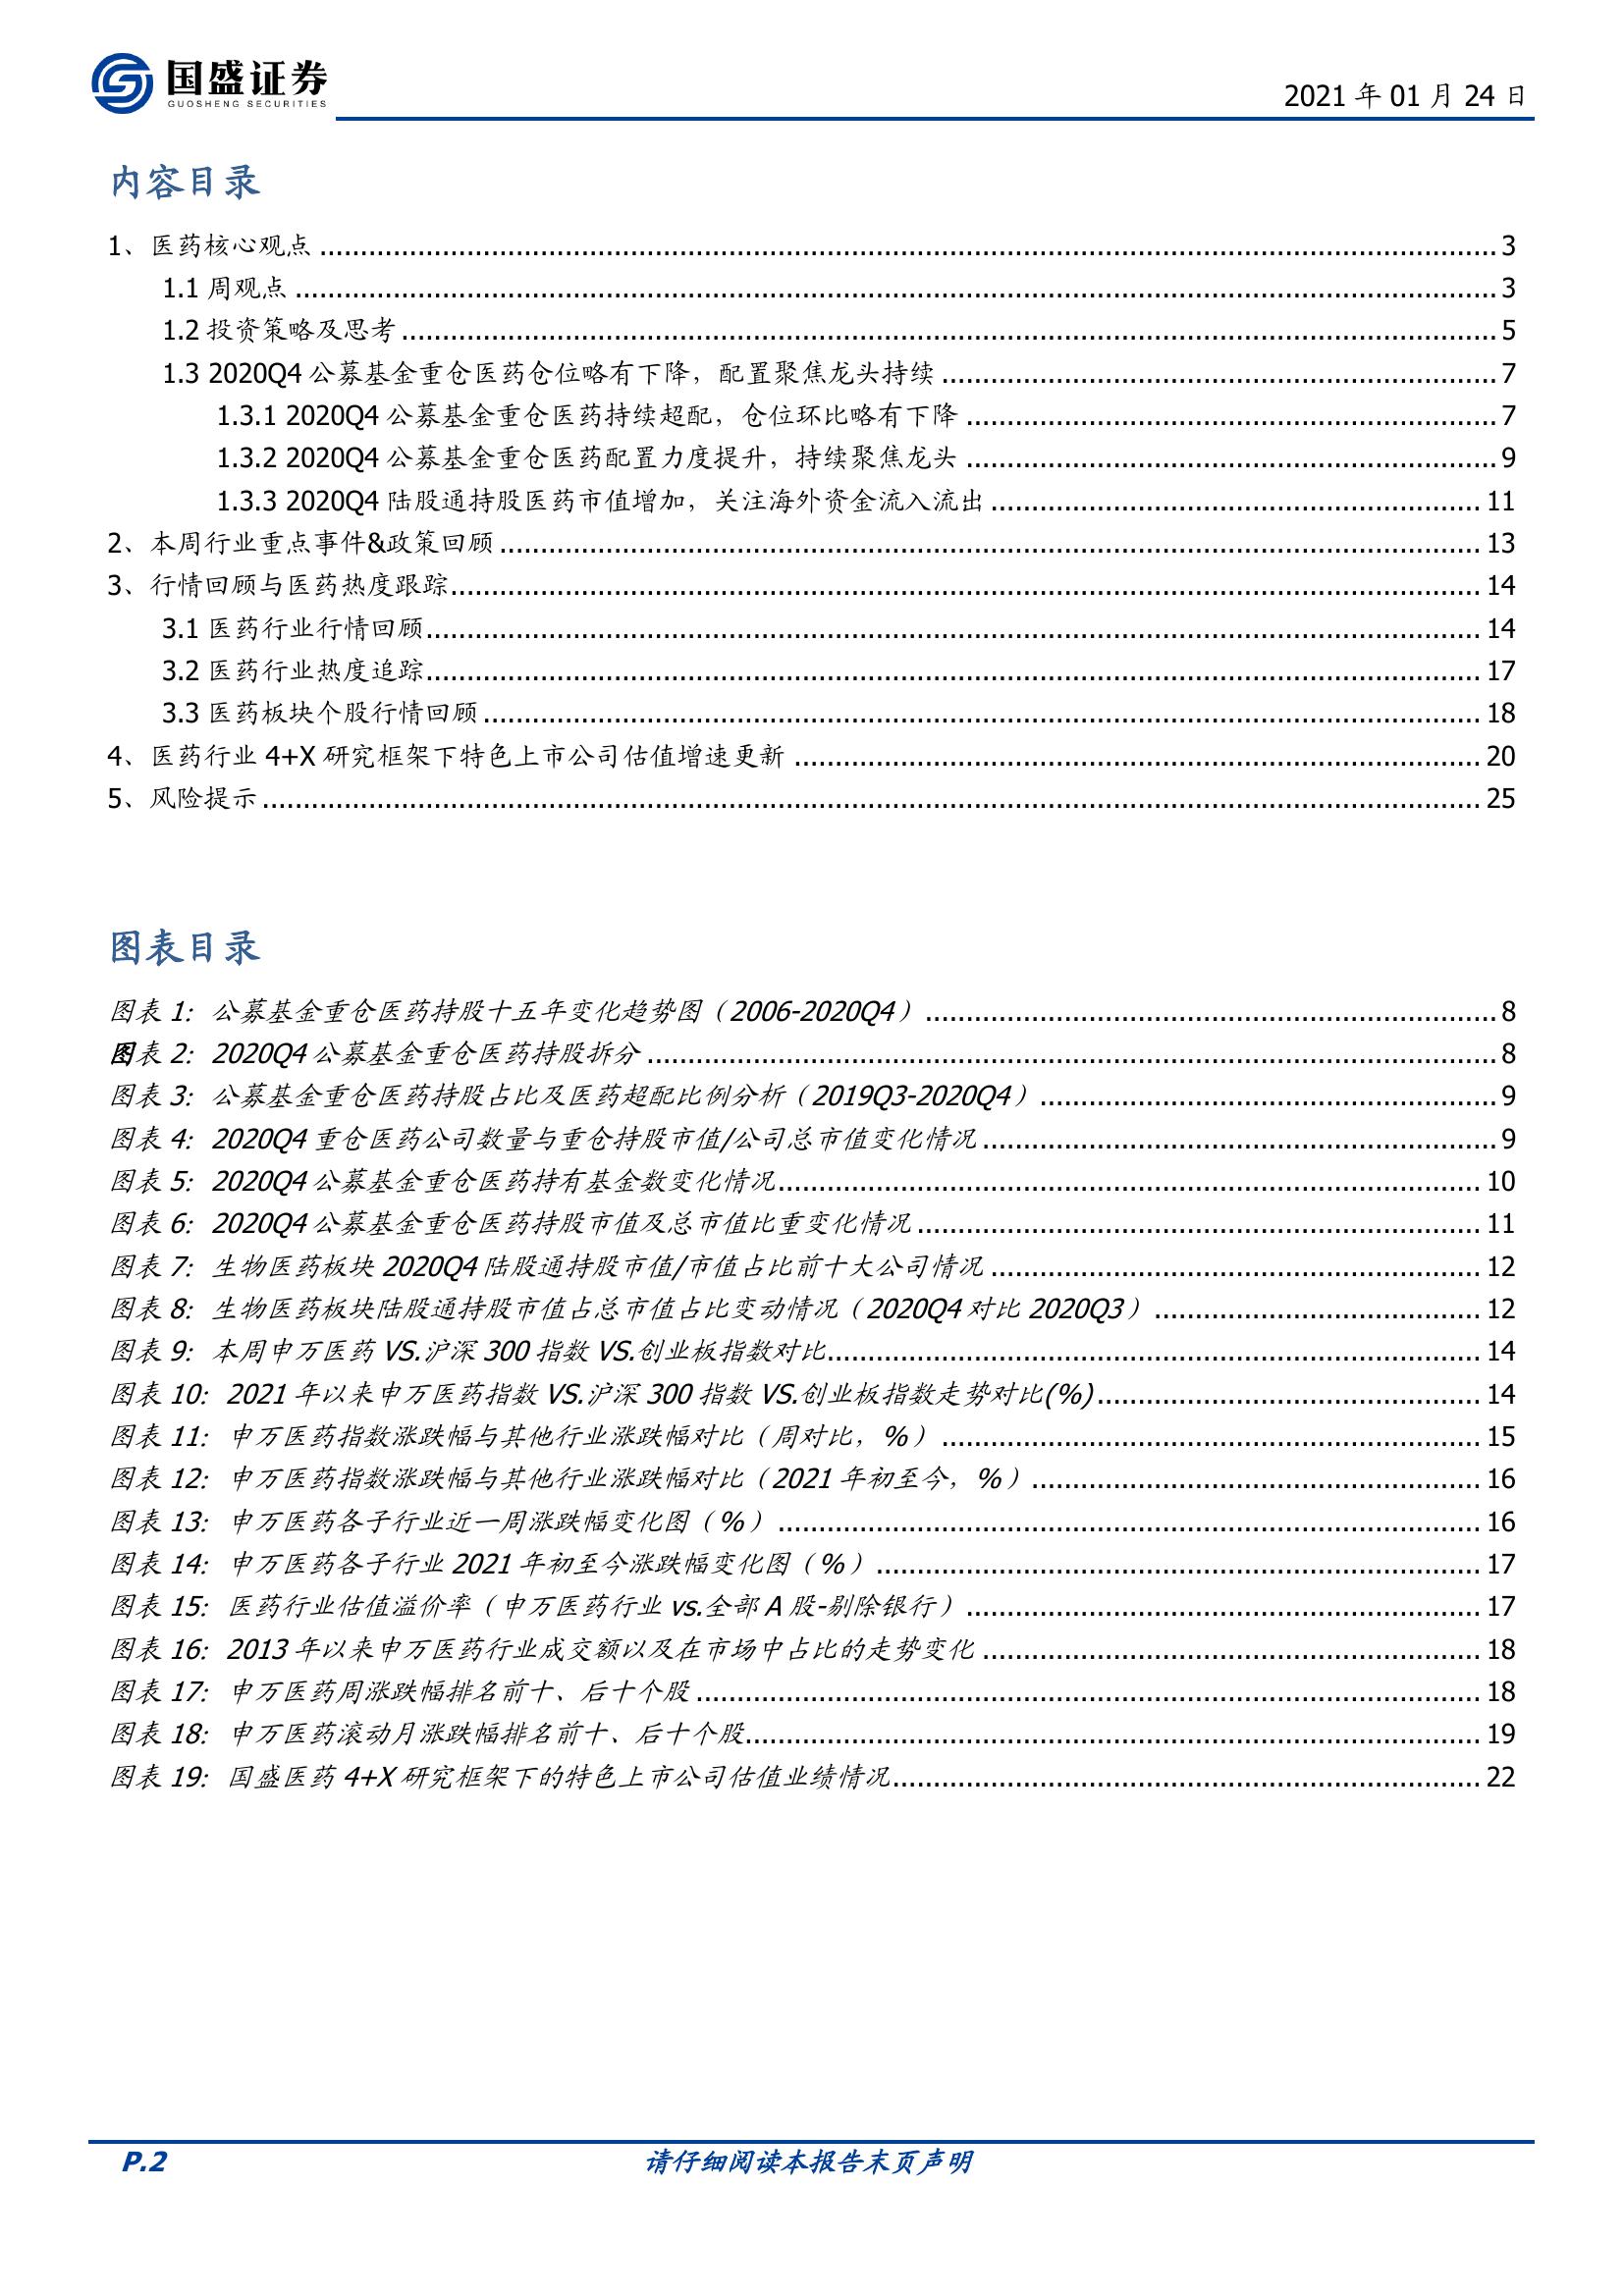 国盛证券
GUOSHENG SECURITIES
2021 年 01 月 24 日
内容目录
1、医药核心观点 ........ 3
1.1 周观点 ........ 3
1.2 投资策略及思考 ........ 5
1.3 2020Q4 公募基金重仓医药仓位略有下降，配置聚焦龙头持续 ........ 7
1.3.1 2020Q4 公募基金重仓医药持续超配，仓位环比略有下降 ........ 7
1.3.2 2020Q4 公募基金重仓医药配置力度提升，持续聚焦龙头 ........ 9
1.3.3 2020Q4 陆股通持股医药市值增加，关注海外资金流入流出 ........ 11
2、本周行业重点事件&政策回顾 ........ 13
3、行情回顾与医药热度跟踪 ........ 14
3.1 医药行业行情回顾 ........ 14
3.2 医药行业热度追踪 ........ 17
3.3 医药板块个股行情回顾 ........ 18
4、医药行业 4+X 研究框架下特色上市公司估值增速更新 ........ 20
5、风险提示 ........ 25
图表目录
图表 1：公募基金重仓医药持股十五年变化趋势图（2006-2020Q4） ........ 8
图表 2：2020Q4 公募基金重仓医药持股拆分 ........ 8
图表 3：公募基金重仓医药持股占比及医药超配比例分析（2019Q3-2020Q4） ........ 9
图表 4：2020Q4 重仓医药公司数量与重仓持股市值/公司总市值变化情况 ........ 9
图表 5：2020Q4 公募基金重仓医药持有基金数变化情况 ........ 10
图表 6：2020Q4 公募基金重仓医药持股市值及总市值比重变化情况 ........ 11
图表 7：生物医药板块 2020Q4 陆股通持股市值/市值占比前十大公司情况 ........ 12
图表 8：生物医药板块陆股通持股市值占总市值占比变动情况（2020Q4 对比 2020Q3） ........ 12
图表 9：本周申万医药 VS.沪深 300 指数 VS.创业板指数对比 ........ 14
图表 10：2021 年以来申万医药指数 VS.沪深 300 指数 VS.创业板指数走势对比(%) ........ 14
图表 11：申万医药指数涨跌幅与其他行业涨跌幅对比（周对比，%） ........ 15
图表 12：申万医药指数涨跌幅与其他行业涨跌幅对比（2021 年初至今，%） ........ 16
图表 13：申万医药各子行业近一周涨跌幅变化图（%） ........ 16
图表 14：申万医药各子行业 2021 年初至今涨跌幅变化图（%） ........ 17
图表 15：医药行业估值溢价率（申万医药行业 vs.全部 A 股-剔除银行） ........ 17
图表 16：2013 年以来申万医药行业成交额以及在市场中占比的走势变化 ........ 18
图表 17：申万医药周涨跌幅排名前十、后十个股 ........ 18
图表 18：申万医药滚动月涨跌幅排名前十、后十个股 ........ 19
图表 19：国盛医药 4+X 研究框架下的特色上市公司估值业绩情况 ........ 22
P.2
请仔细阅读本报告末页声明